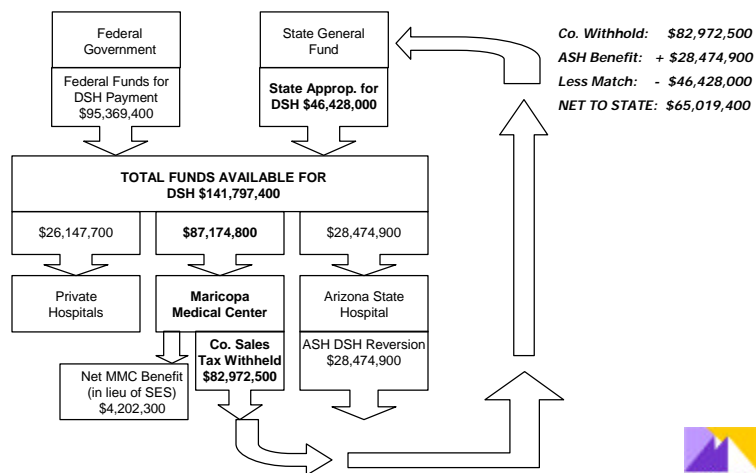 Federal
Government
State General
Fund
Co. Withhold: $82,972,500
ASH Benefit: + $28,474,900
Less Match: - $46,428,000
NET TO STATE: $65,019,400
Federal Funds for
DSH Payment
$95,369,400
State Approp. for
DSH $46,428,000
TOTAL FUNDS AVAILABLE FOR
DSH $141,797,400
$26,147,700
$87,174,800
$28,474,900
Private
Hospitals
Maricopa
Medical Center
Arizona State
Hospital
Co. Sales
Tax Withheld
$82,972,500
ASH DSH Reversion
$28,474,900
Net MMC Benefit
(in lieu of SES)
$4,202,300